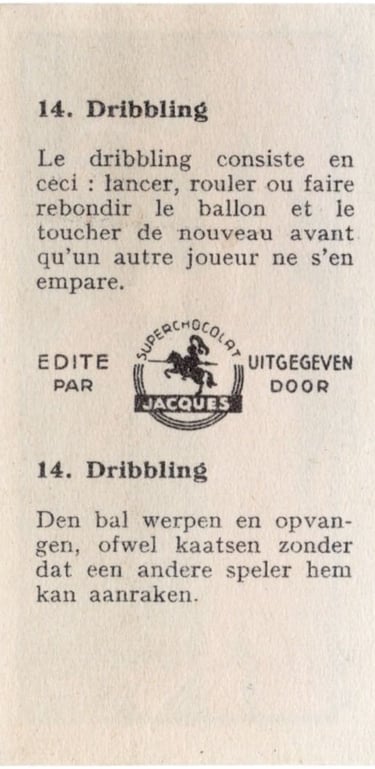 14. Dribbling
Le dribbling consiste en
ceci : lancer, rouler ou faire
rebondir le ballon et le
toucher de nouveau avant
qu'un autre joueur ne s'en
empare.
EDITE
PAR
SUPERCHOCOLAT
JACQUES
UITGEGEVEN
DOOR
14. Dribbling
Den bal werpen en opvan-
gen, ofwel kaatsen zonder
dat een andere speler hem
kan aanraken.